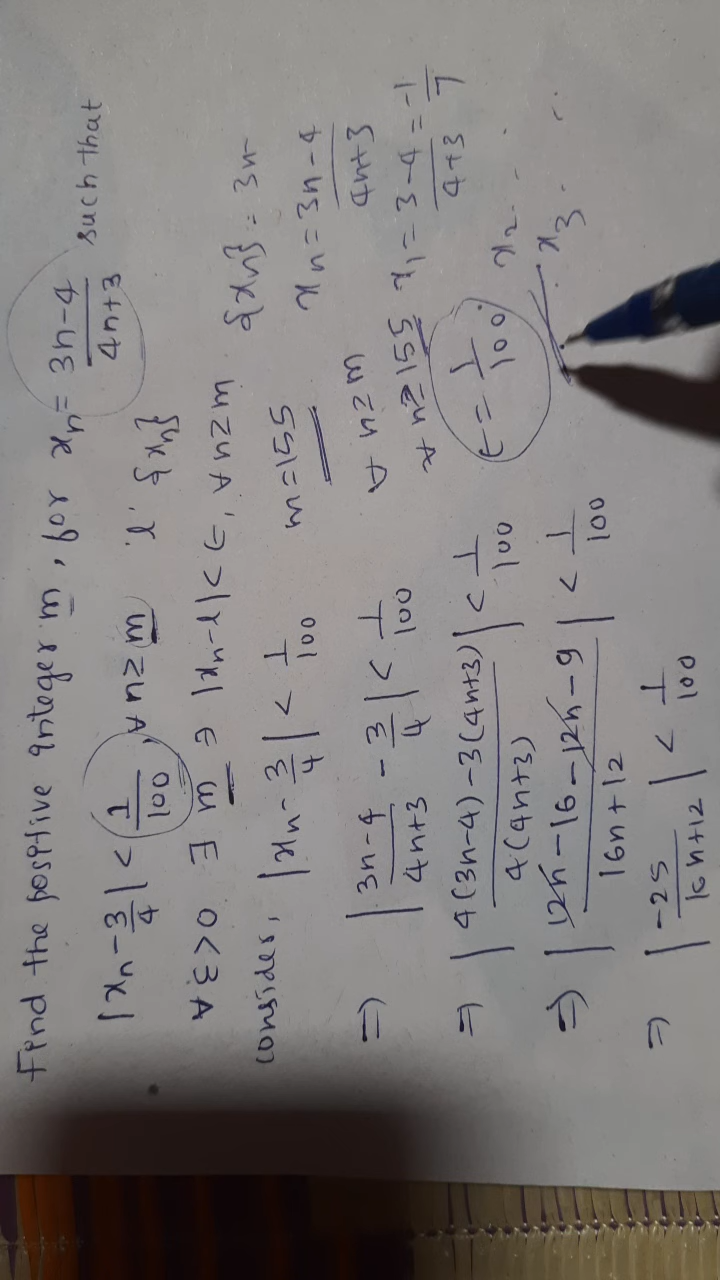 Find the positive integer m, for xn = 3n-4/4n+3 such that
|xn - 3/4| < 1/100, ∀ n≥m 'l' {xn}
∀ ε>0 ∃ m ∋ |xn-l| < ε, ∀ n≥m {xn} = 3n-
consider, |xn - 3/4| < 1/100 m=155 xn = 3n-4/4n+3
⇒ |3n-4/4n+3 - 3/4| < 1/100 ∀ n≥m
∀ n≥155 x1 = 3-4/4+3 = -1/7
⇒ |4(3n-4)-3(4n+3)/4(4n+3)| < 1/100 ε = 1/100. x2. . .
⇒ |12n-16-12n-9/16n+12| < 1/100 x3. . .
⇒ |-25/16n+12| < 1/100